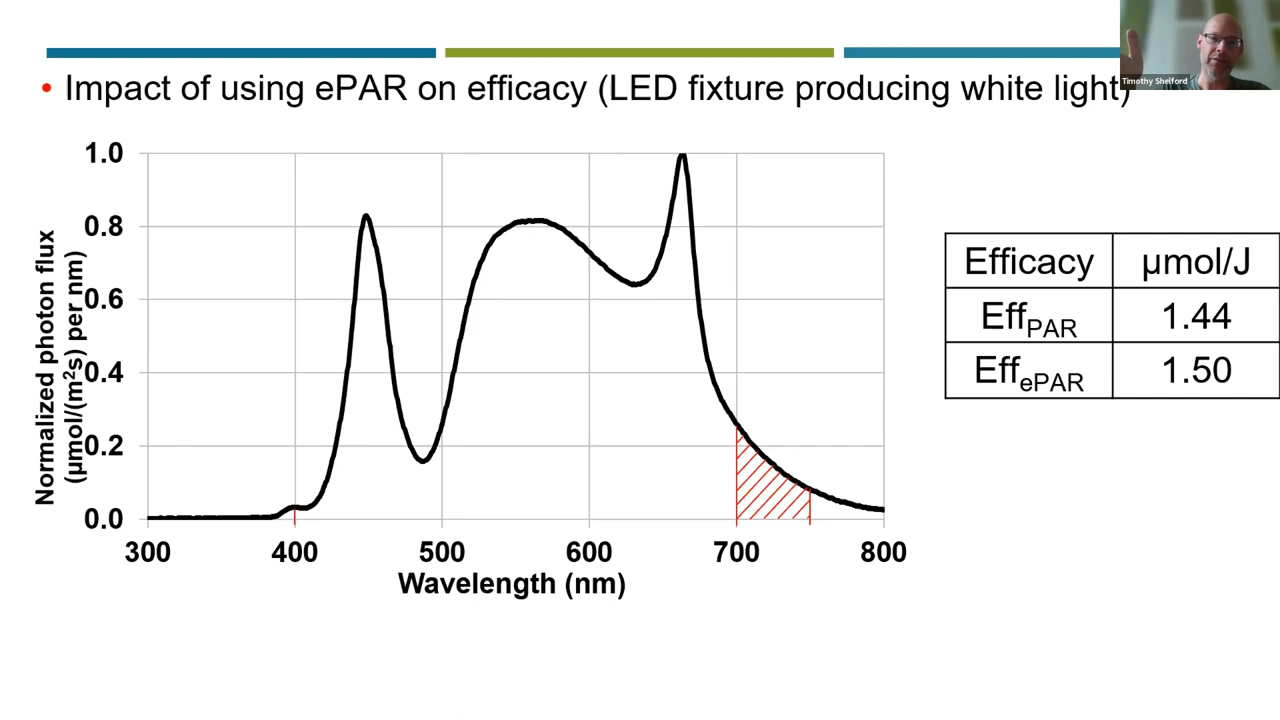 Timothy Shelford
• Impact of using ePAR on efficacy (LED fixture producing white light)
Normalized photon flux
(µmol/(m²s) per nm)
1.0
0.8
0.6
0.4
0.2
0.0
300 400 500 600 700 800
Wavelength (nm)
Efficacy µmol/J
Eff_PAR 1.44
Eff_ePAR 1.50